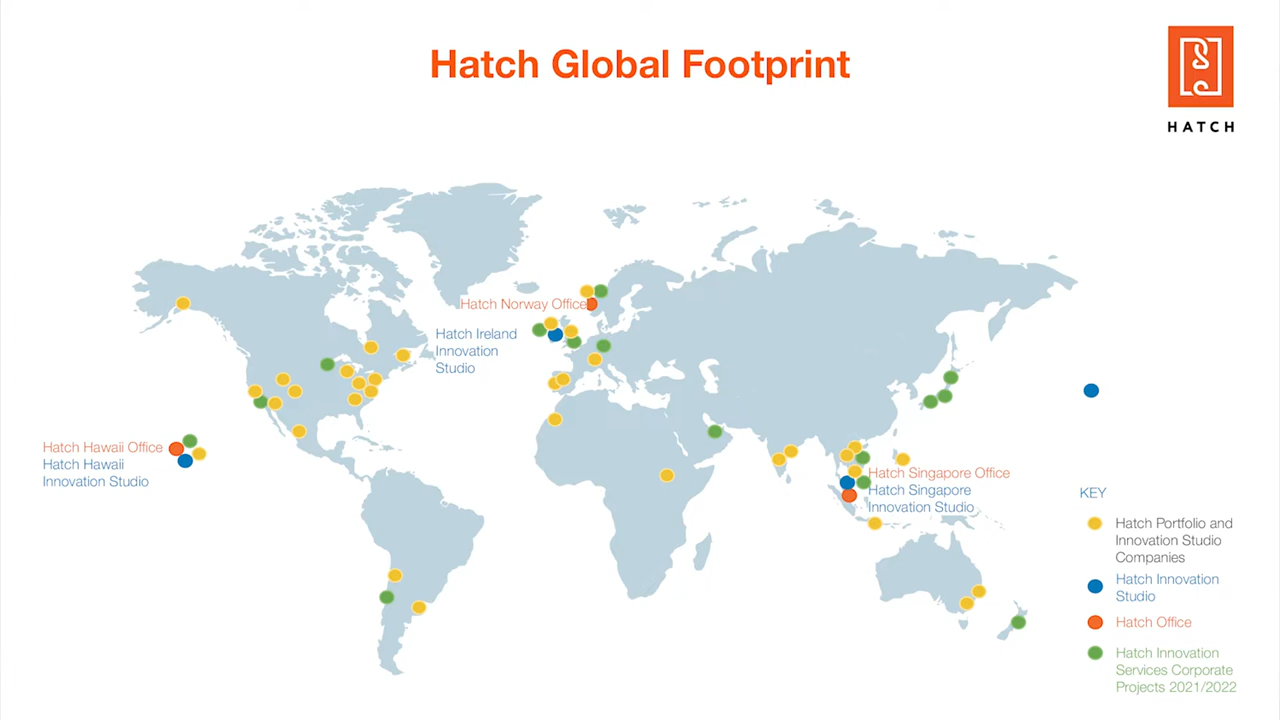 Hatch Global Footprint
HATCH
Hatch Norway Office
Hatch Ireland
Innovation
Studio
Hatch Hawaii Office
Hatch Hawaii
Innovation Studio
Hatch Singapore Office
Hatch Singapore
Innovation Studio
KEY
Hatch Portfolio and
Innovation Studio
Companies
Hatch Innovation
Studio
Hatch Office
Hatch Innovation
Services Corporate
Projects 2021/2022